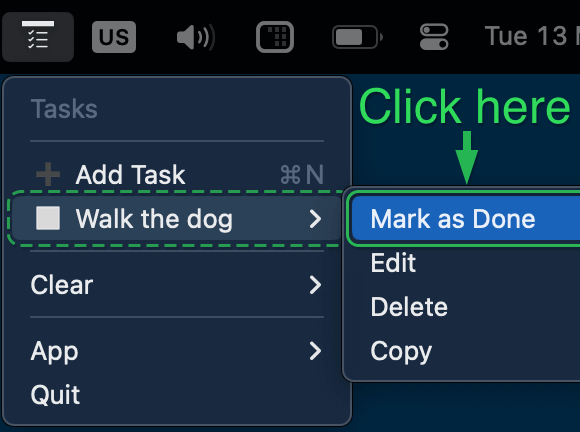 US
Tue 13
Click here
Tasks
Add Task ⌘N
Walk the dog
Mark as Done
Edit
Clear
Delete
App
Copy
Quit